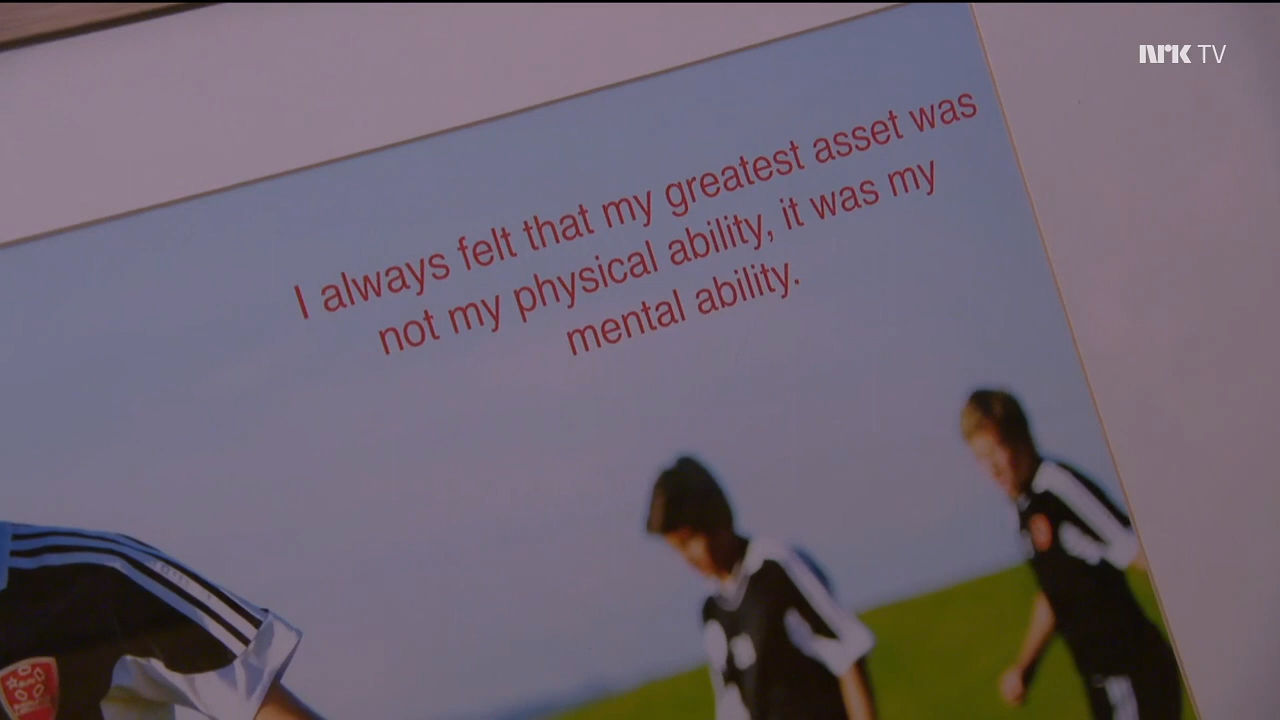 nrk TV
I always felt that my greatest asset was
not my physical ability, it was my
mental ability.